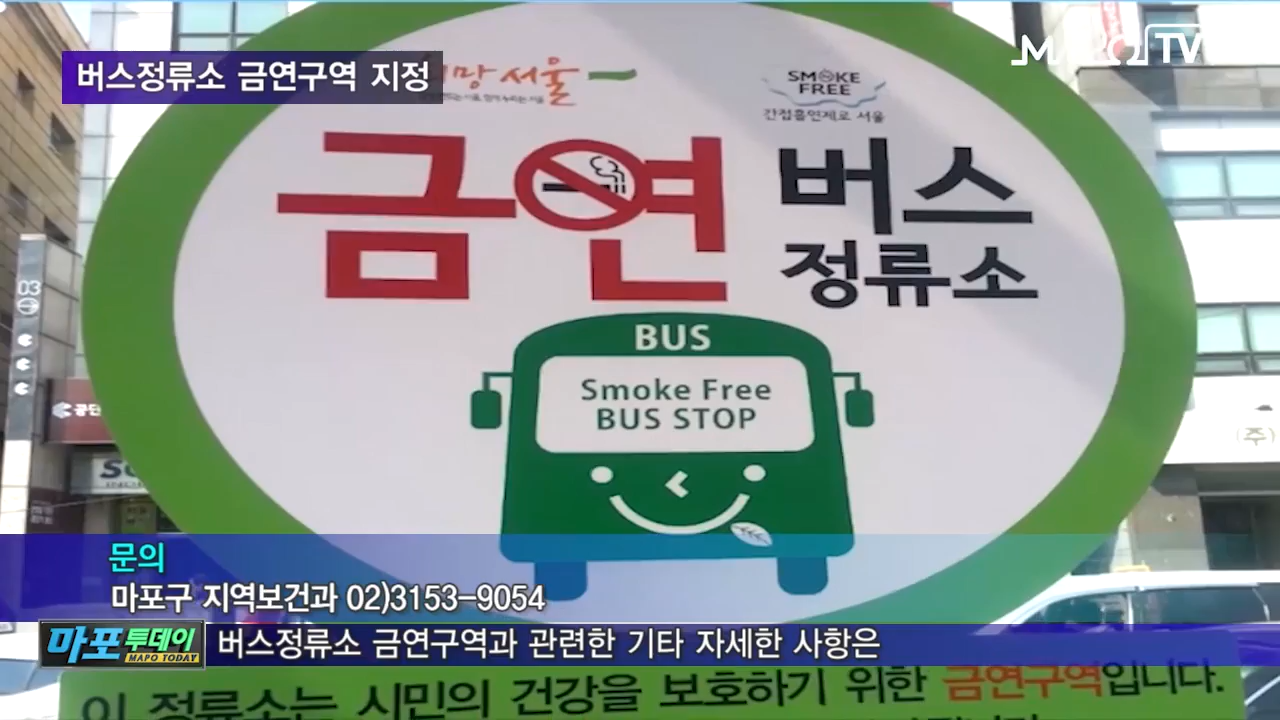 버스정류소 금연구역 지정
MAPO TV
망 서울
SMOKE
FREE
간접흡연제로 서울
금연 버스
정류소
03
BUS
Smoke Free
BUS STOP
문의
마포구 지역보건과 02)3153-9054
마포 투데이
MAPO TODAY
버스정류소 금연구역과 관련한 기타 자세한 사항은
이 정류소는 시민의 건강을 보호하기 위한 금연구역입니다.